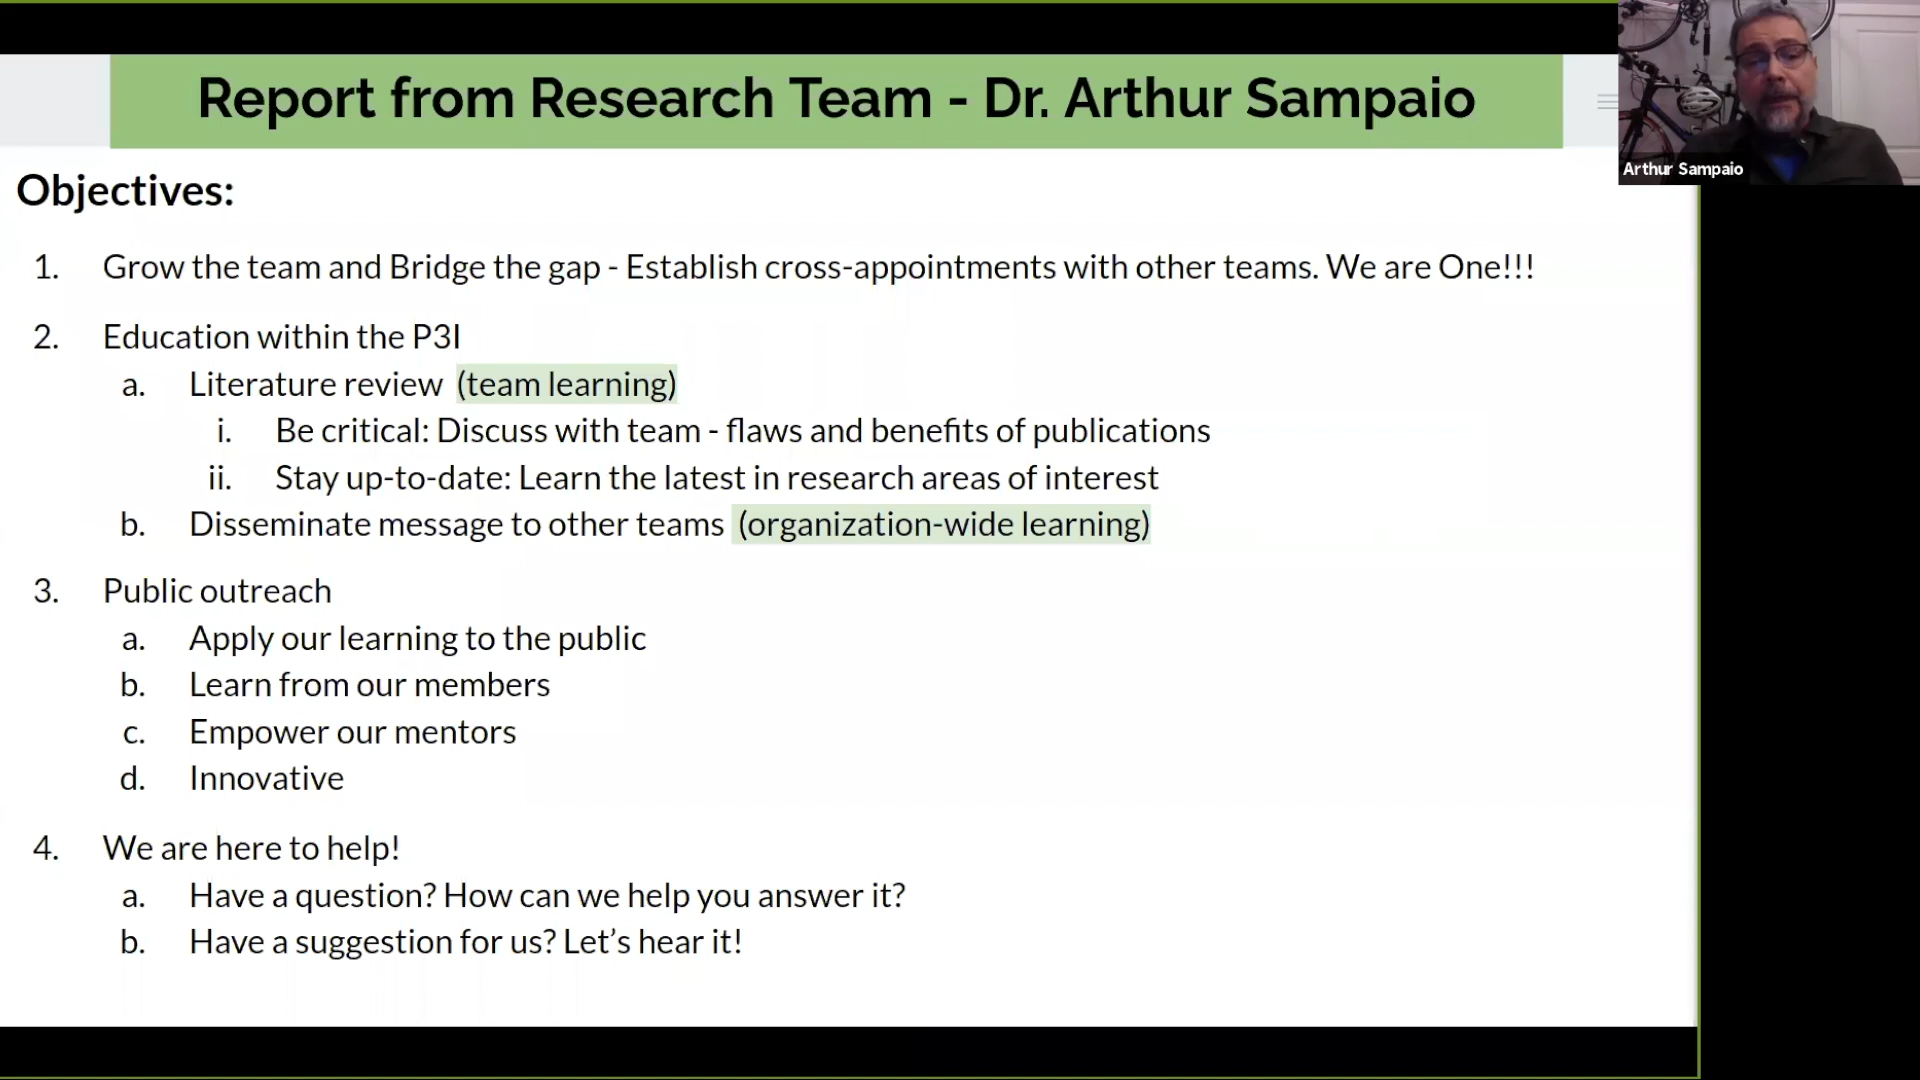 Report from Research Team - Dr. Arthur Sampaio
Arthur Sampaio
Objectives:
1. Grow the team and Bridge the gap - Establish cross-appointments with other teams. We are One!!!
2. Education within the P3I
a. Literature review (team learning)
i. Be critical: Discuss with team - flaws and benefits of publications
ii. Stay up-to-date: Learn the latest in research areas of interest
b. Disseminate message to other teams (organization-wide learning)
3. Public outreach
a. Apply our learning to the public
b. Learn from our members
c. Empower our mentors
d. Innovative
4. We are here to help!
a. Have a question? How can we help you answer it?
b. Have a suggestion for us? Let’s hear it!